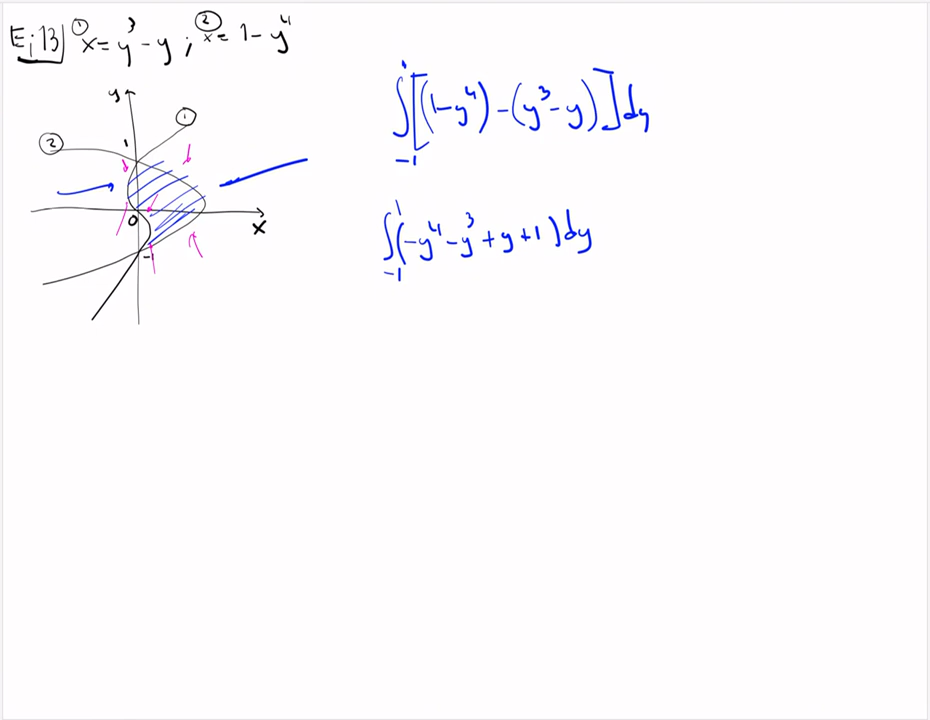 Ej 13 ① x = y³ - y ; ② x = 1 - y⁴
∫₋₁¹ [(1 - y⁴) - (y³ - y)] dy
∫₋₁¹ (-y⁴ - y³ + y + 1) dy
y
①
②
1
0
x
-1